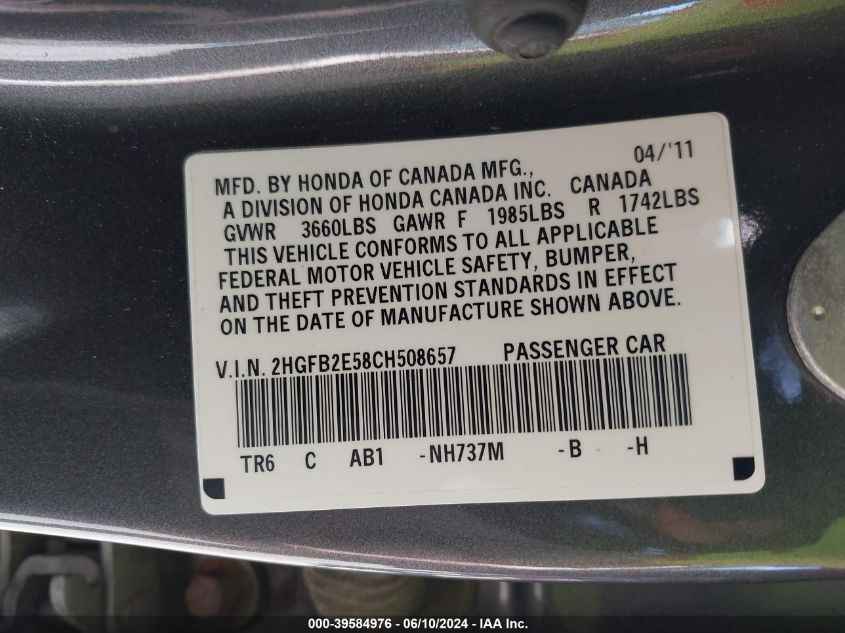 04/'11
MFD. BY HONDA OF CANADA MFG.,
A DIVISION OF HONDA CANADA INC. CANADA
GVWR 3660LBS GAWR F 1985LBS R 1742LBS
THIS VEHICLE CONFORMS TO ALL APPLICABLE
FEDERAL MOTOR VEHICLE SAFETY, BUMPER,
AND THEFT PREVENTION STANDARDS IN EFFECT
ON THE DATE OF MANUFACTURE SHOWN ABOVE.
V.I.N. 2HGFB2E58CH508657 PASSENGER CAR
TR6 C AB1 -NH737M -B -H
000-39584976 - 06/10/2024 - IAA Inc.